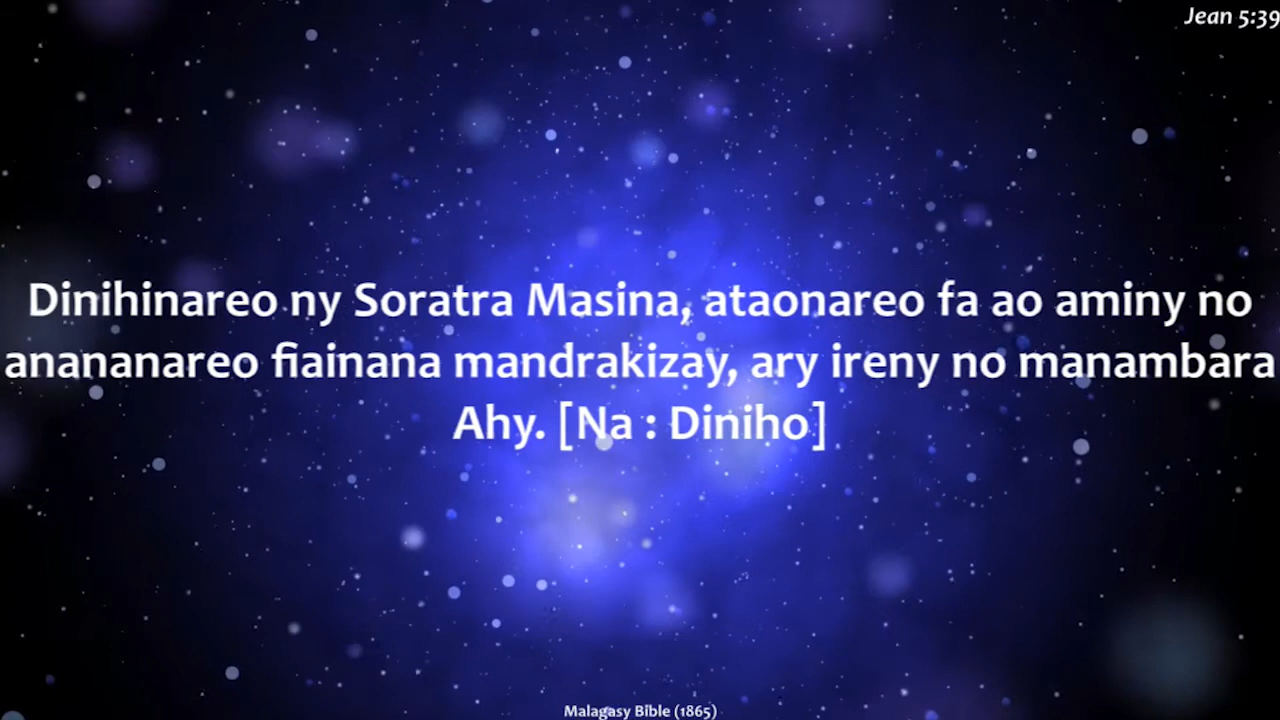 Jean 5:39
Dinihinareo ny Soratra Masina, ataonareo fa ao aminy no
anananareo fiainana mandrakizay, ary ireny no manambara
Ahy. [Na : Diniho]
Malagasy Bible (1865)